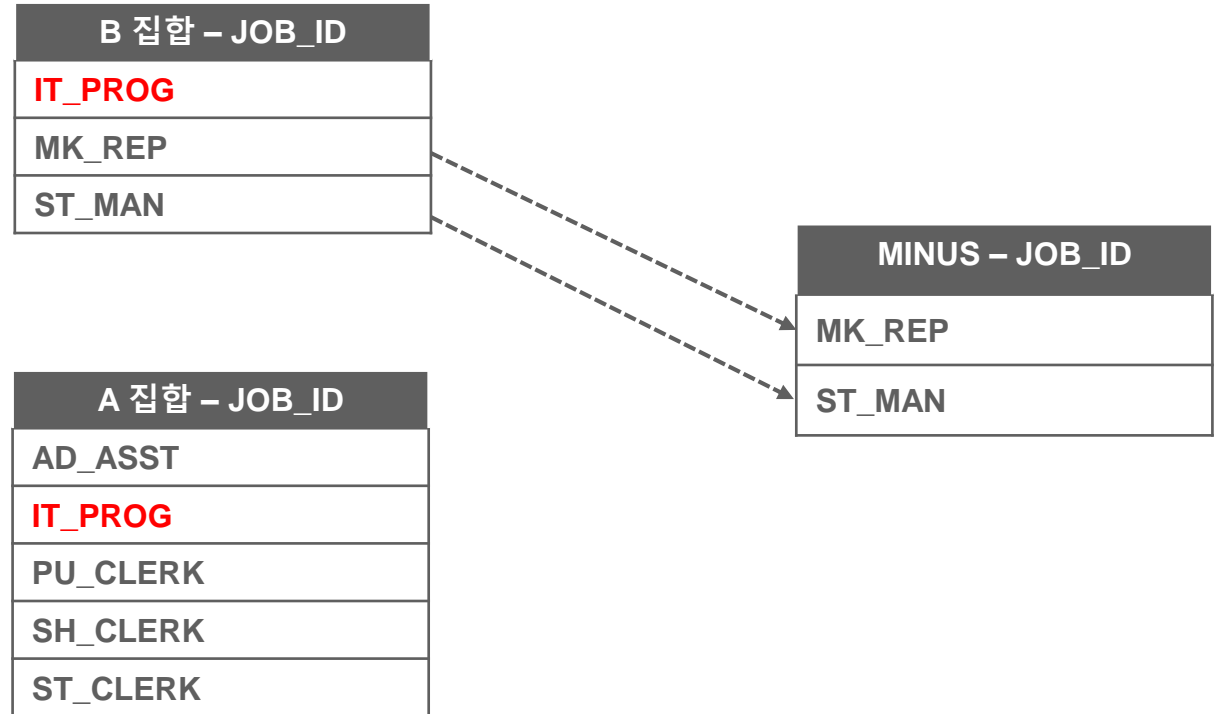 B 집합 – JOB_ID
IT_PROG
MK_REP
ST_MAN
MINUS – JOB_ID
MK_REP
ST_MAN
A 집합 – JOB_ID
AD_ASST
IT_PROG
PU_CLERK
SH_CLERK
ST_CLERK